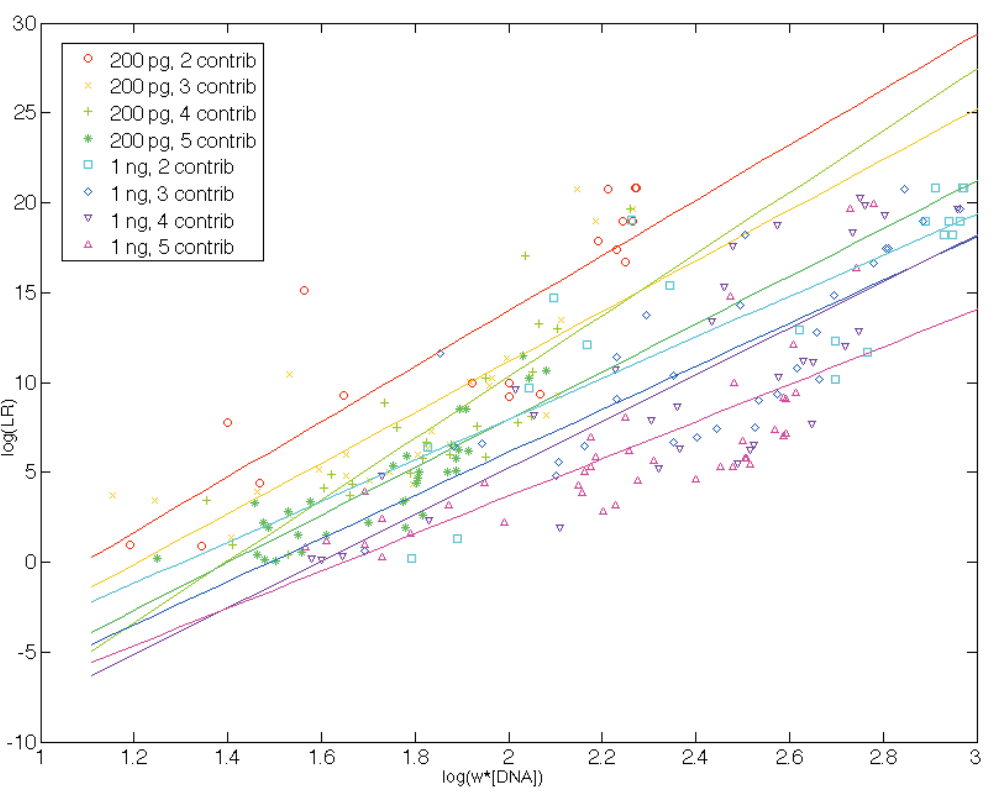 30
25
20
15
10
5
0
-5
-10
log(LR)
200 pg, 2 contrib
200 pg, 3 contrib
200 pg, 4 contrib
200 pg, 5 contrib
1 ng, 2 contrib
1 ng, 3 contrib
1 ng, 4 contrib
1 ng, 5 contrib
1 1.2 1.4 1.6 1.8 2 2.2 2.4 2.6 2.8 3
log(w*[DNA])